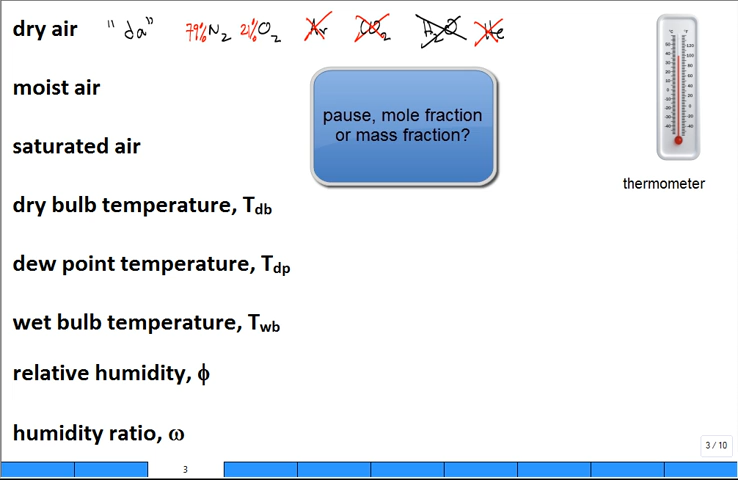 dry air "da" 79% N2 21% O2 Ar CO2 H2O He
moist air
pause, mole fraction
or mass fraction?
saturated air
thermometer
dry bulb temperature, Tdb
dew point temperature, Tdp
wet bulb temperature, Twb
relative humidity, ϕ
humidity ratio, ω
3 / 10
3